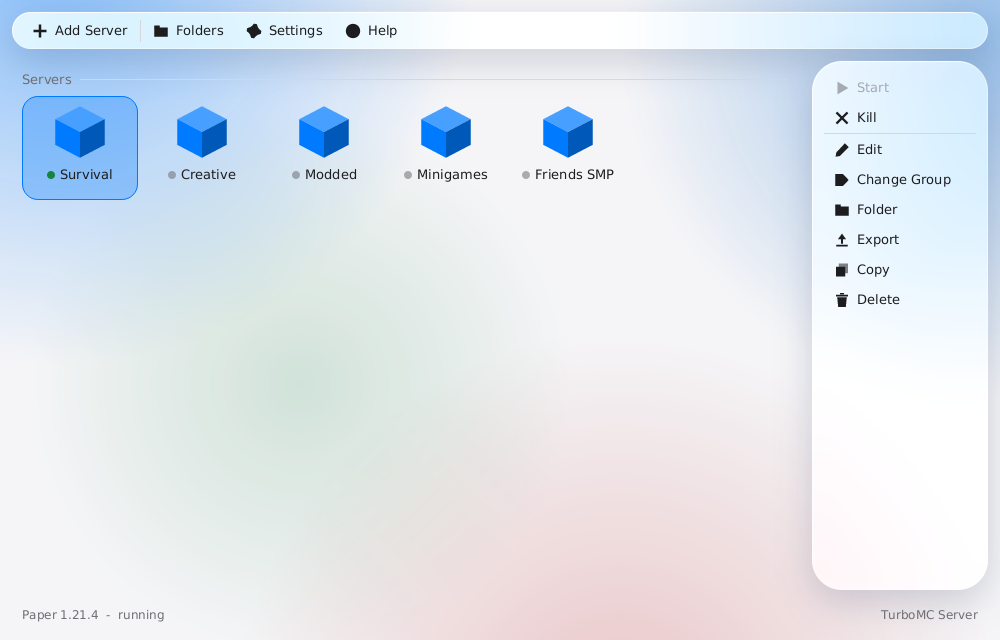 Add Server Folders Settings Help
Servers
Survival Creative Modded Minigames Friends SMP
Start
Kill
Edit
Change Group
Folder
Export
Copy
Delete
Paper 1.21.4 - running TurboMC Server